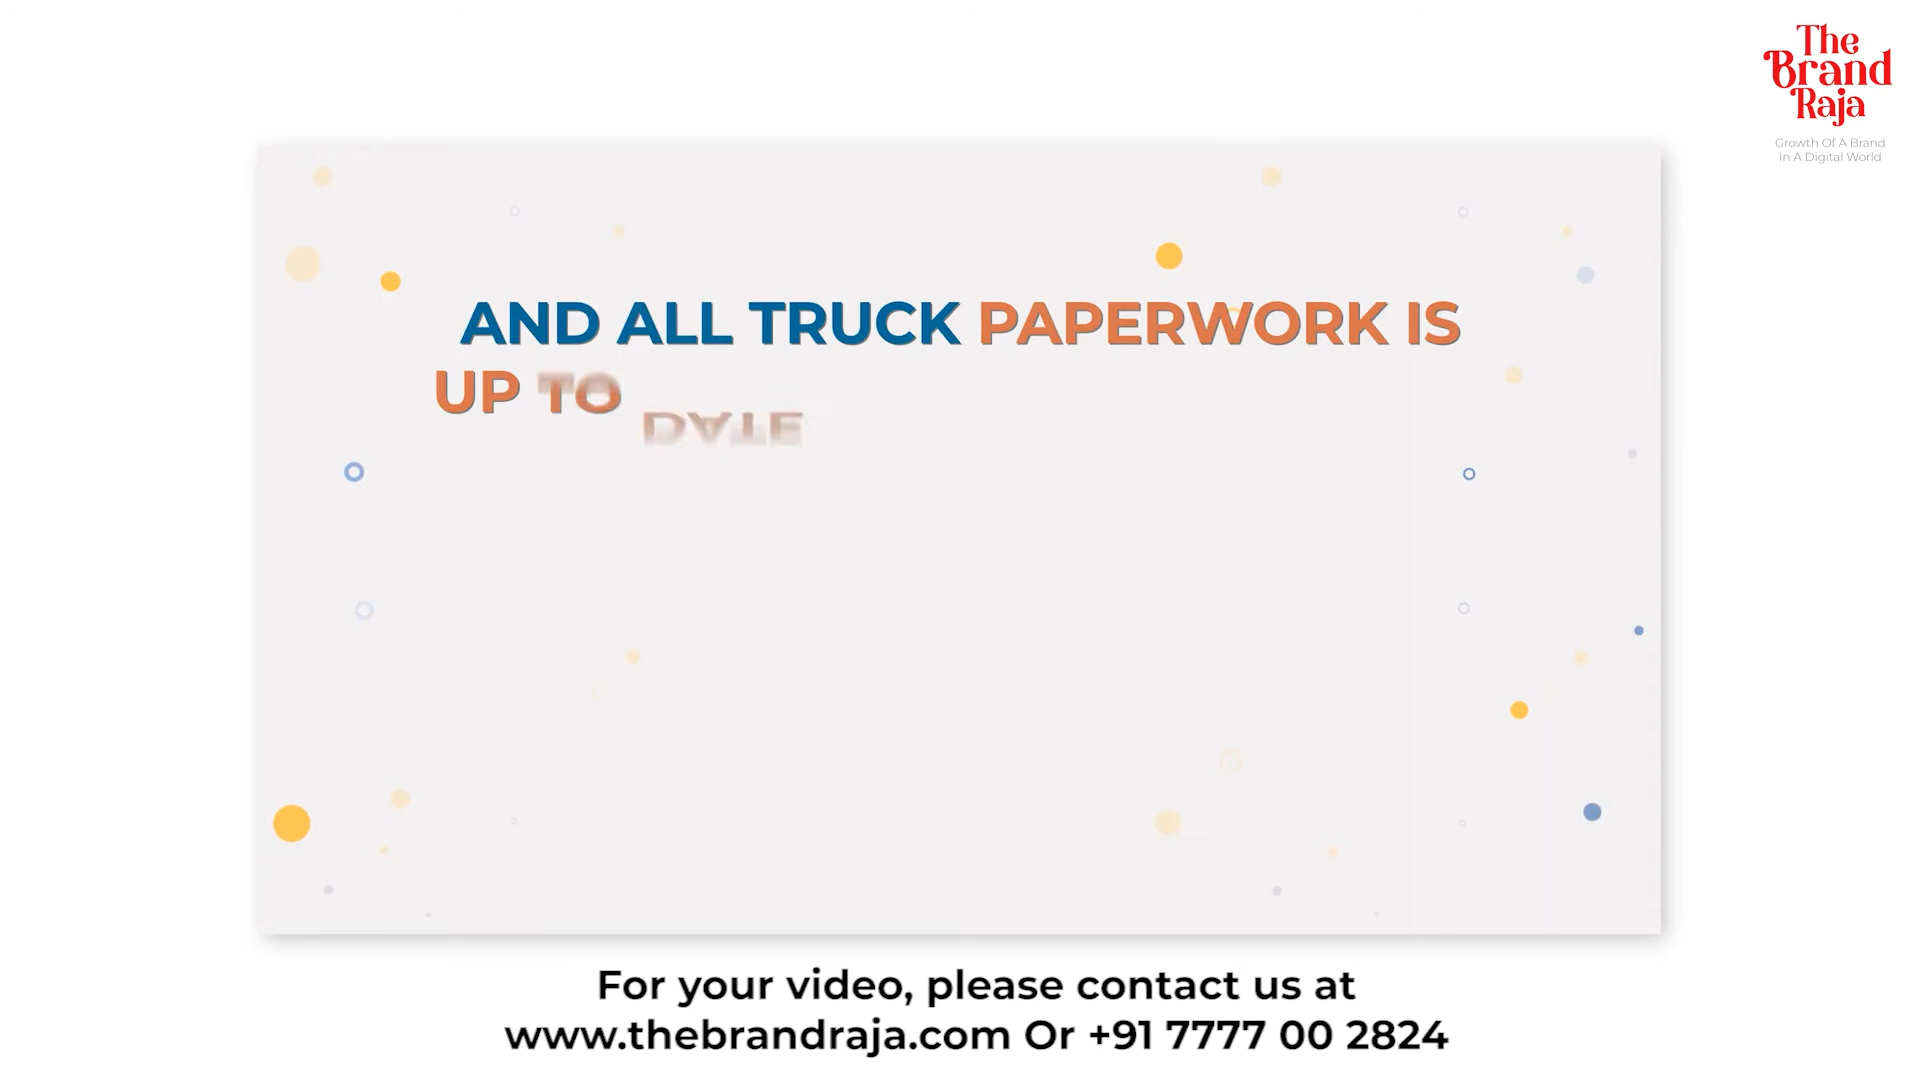 The
Brand
Raja
Growth Of A Brand
In A Digital World
AND ALL TRUCK PAPERWORK IS
UP TO DATE
For your video, please contact us at
www.thebrandraja.com Or +91 7777 00 2824